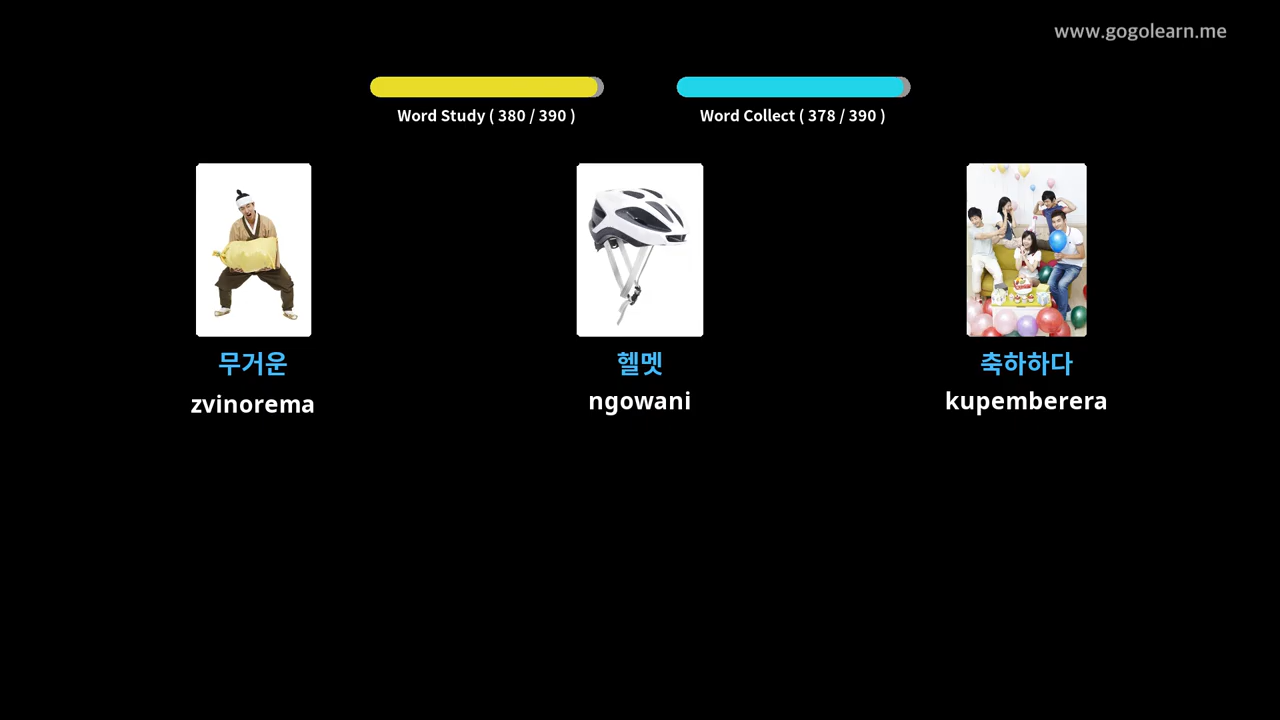 www.gogolearn.me
Word Study ( 380 / 390 )
Word Collect ( 378 / 390 )
무거운
zvinorema
헬멧
ngowani
축하하다
kupemberera